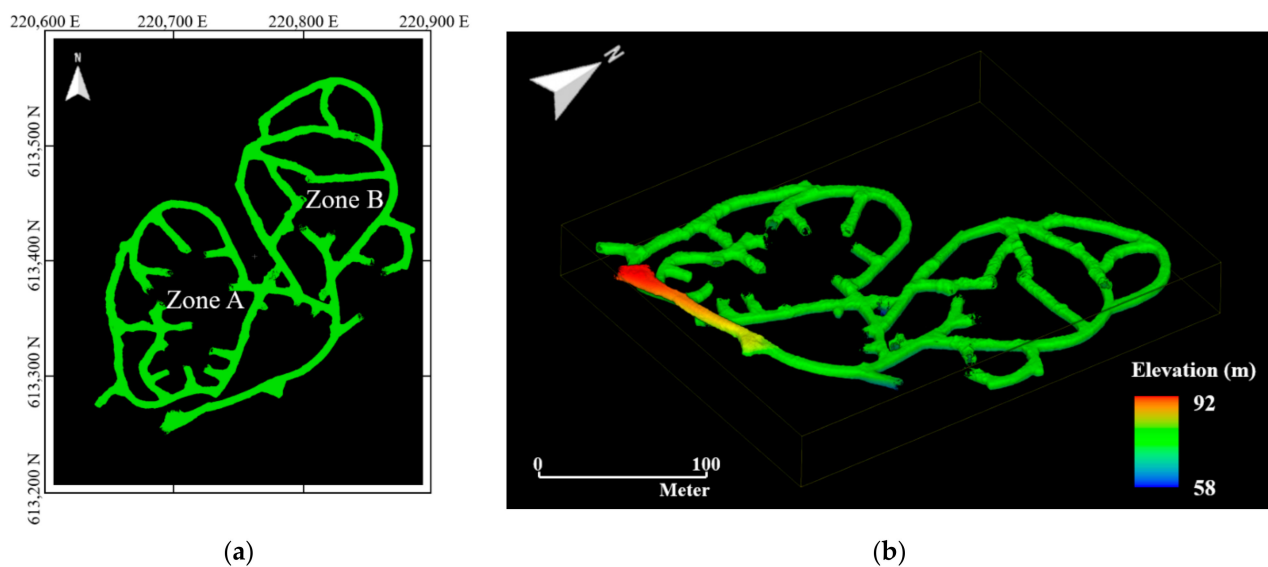 220,600 E 220,700 E 220,800 E 220,900 E
N
613,500 N
613,400 N
613,300 N
613,200 N
Zone B
Zone A
(a)
N
Elevation (m)
92
58
0 100
Meter
(b)